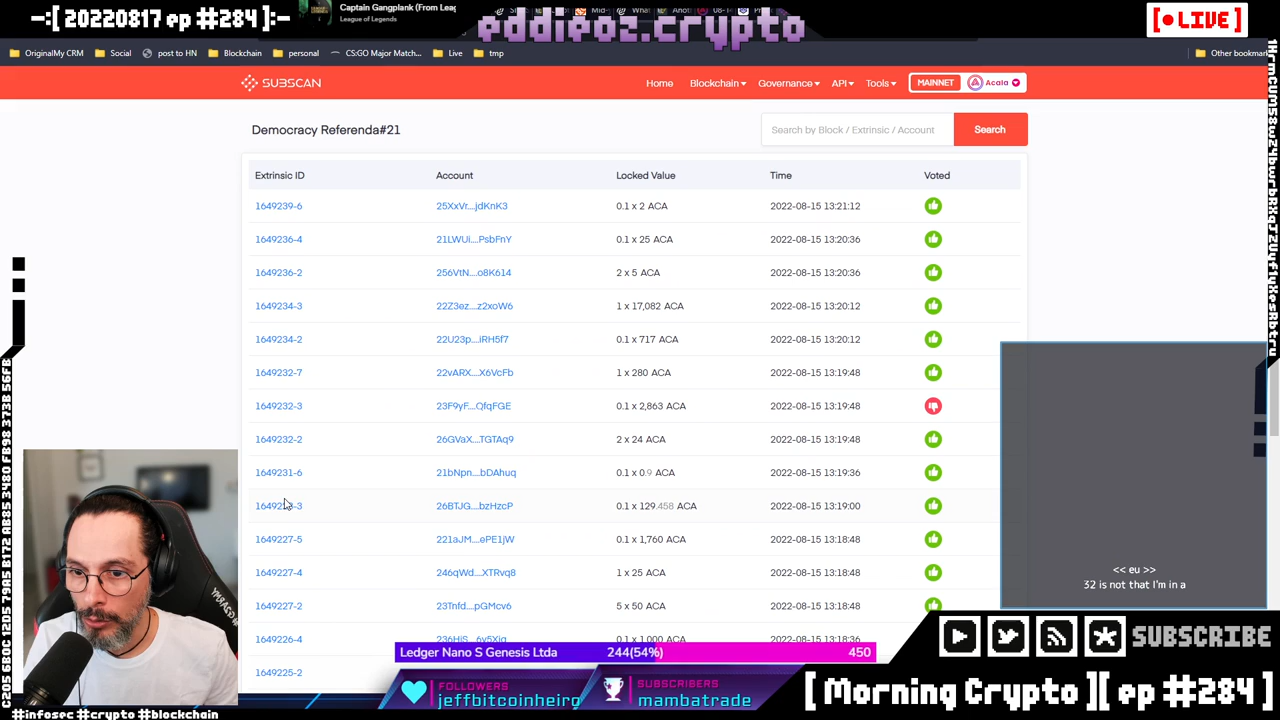 -:[ 20220817 ep #284 ]:-
Captain Gangplank (From Leag
League of Legends
eddieoz.crypto
[ ● LIVE ]
OriginalMy CRM
Social
post to HN
Blockchain
personal
CS:GO Major Match...
Live
tmp
Other bookmar
SUBSCAN
Home
Blockchain
Governance
API
Tools
MAINNET
Acala
Democracy Referenda#21
Search by Block / Extrinsic / Account
Search
Extrinsic ID Account Locked Value Time Voted
1649239-6 25XxVr....jdKnK3 0.1 x 2 ACA 2022-08-15 13:21:12
1649236-4 21LWUi....PsbFnY 0.1 x 25 ACA 2022-08-15 13:20:36
1649236-2 256VtN....o8K614 2 x 5 ACA 2022-08-15 13:20:36
1649234-3 22Z3ez....z2xoW6 1 x 17,082 ACA 2022-08-15 13:20:12
1649234-2 22U23p....iRH5f7 0.1 x 717 ACA 2022-08-15 13:20:12
1649232-7 22vARX....X6VcFb 1 x 280 ACA 2022-08-15 13:19:48
1649232-3 23F9yF....QfqFGE 0.1 x 2,863 ACA 2022-08-15 13:19:48
1649232-2 26GVaX....TGTAq9 2 x 24 ACA 2022-08-15 13:19:48
1649231-6 21bNpn....bDAhuq 0.1 x 0.9 ACA 2022-08-15 13:19:36
26BTJG....bzHzcP 0.1 x 129.458 ACA 2022-08-15 13:19:00
1649227-5 221aJM....ePE1jW 0.1 x 1,760 ACA 2022-08-15 13:18:48
1649227-4 246qWd....XTRvq8 1 x 25 ACA 2022-08-15 13:18:48
1649227-2 23Tnfd....pGMcv6 5 x 50 ACA 2022-08-15 13:18:48
1649226-4 0.1 x 1,000 ACA 2022-08-15 13:18:36
1649225-2
<< eu >>
32 is not that I'm in a
Ledger Nano S Genesis Ltda 244(54%) 450
FOLLOWERS
jeffbitcoinheiro
SUBSCRIBERS
mambatrade
SUBSCRIBE
[ Morning Crypto ][ ep #284 ]
#infosec #crypto #blockchain